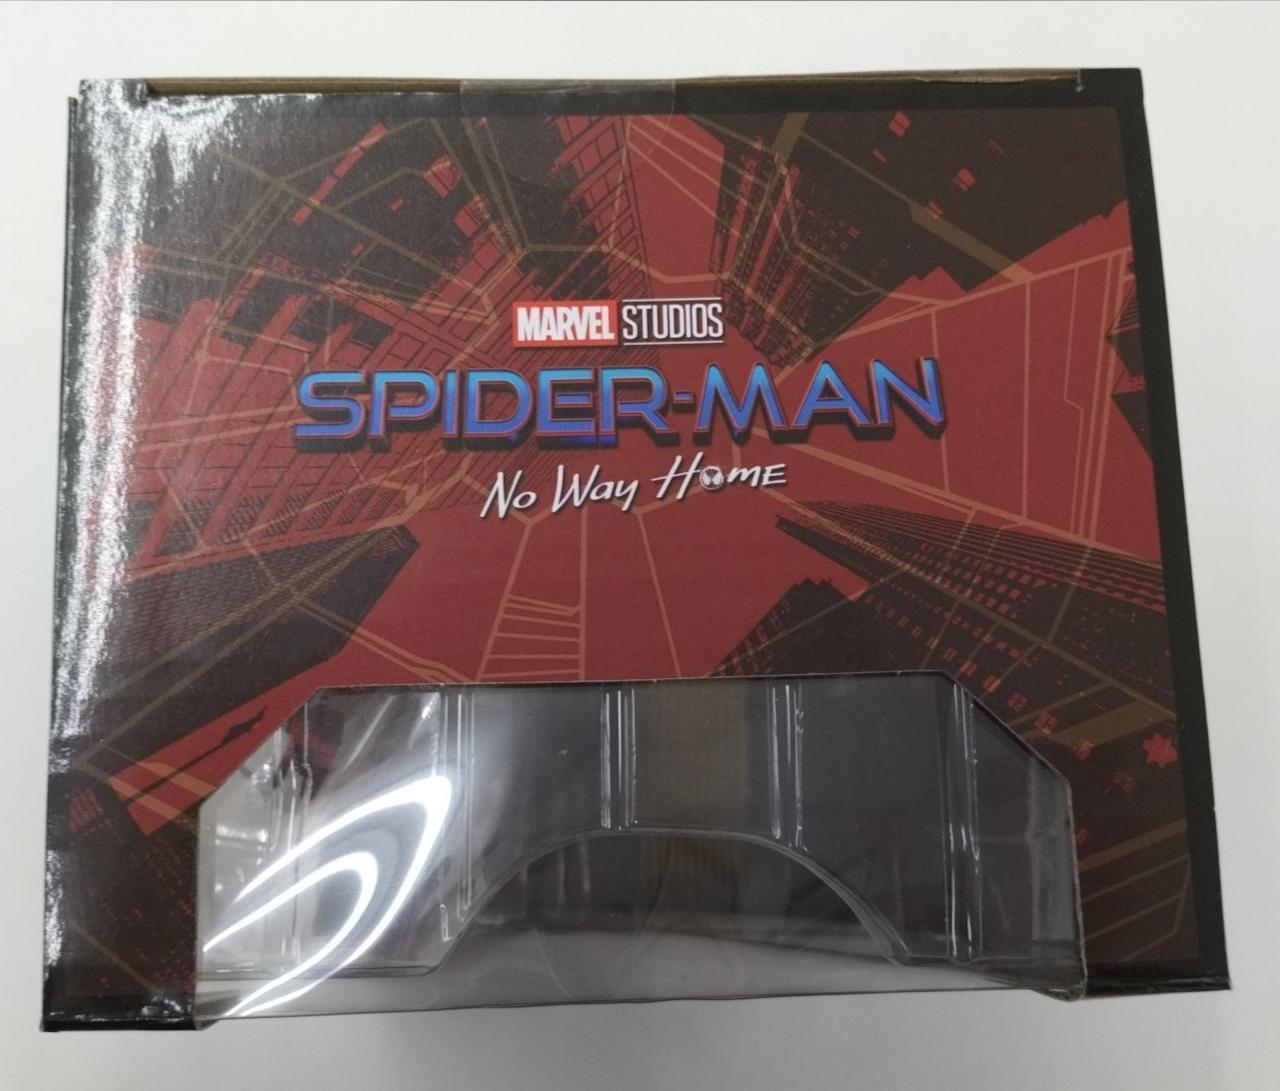 MARVEL STUDIOS
SPIDER-MAN
No Way Home